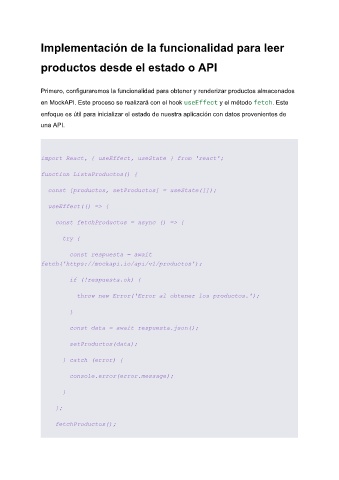 Implementación de la funcionalidad para leer
productos desde el estado o API
Primero, configuraremos la funcionalidad para obtener y renderizar productos almacenados
en MockAPI. Este proceso se realizará con el hook useEffect y el método fetch. Este
enfoque es útil para inicializar el estado de nuestra aplicación con datos provenientes de
una API.
import React, { useEffect, useState } from 'react';
function ListaProductos() {
const [productos, setProductos] = useState([]);
useEffect(() => {
const fetchProductos = async () => {
try {
const respuesta = await
fetch('https://mockapi.io/api/v1/productos');
if (!respuesta.ok) {
throw new Error('Error al obtener los productos.');
}
const data = await respuesta.json();
setProductos(data);
} catch (error) {
console.error(error.message);
}
};
fetchProductos();